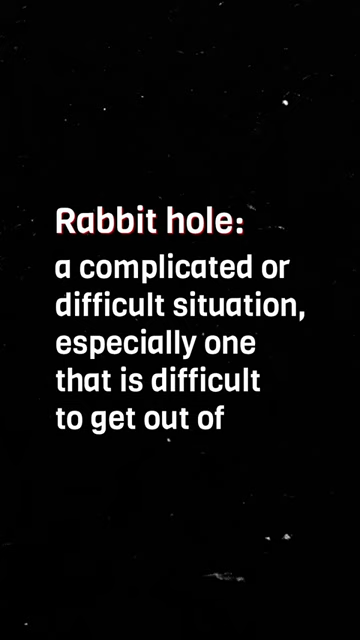 Rabbit hole:
a complicated or
difficult situation,
especially one
that is difficult
to get out of